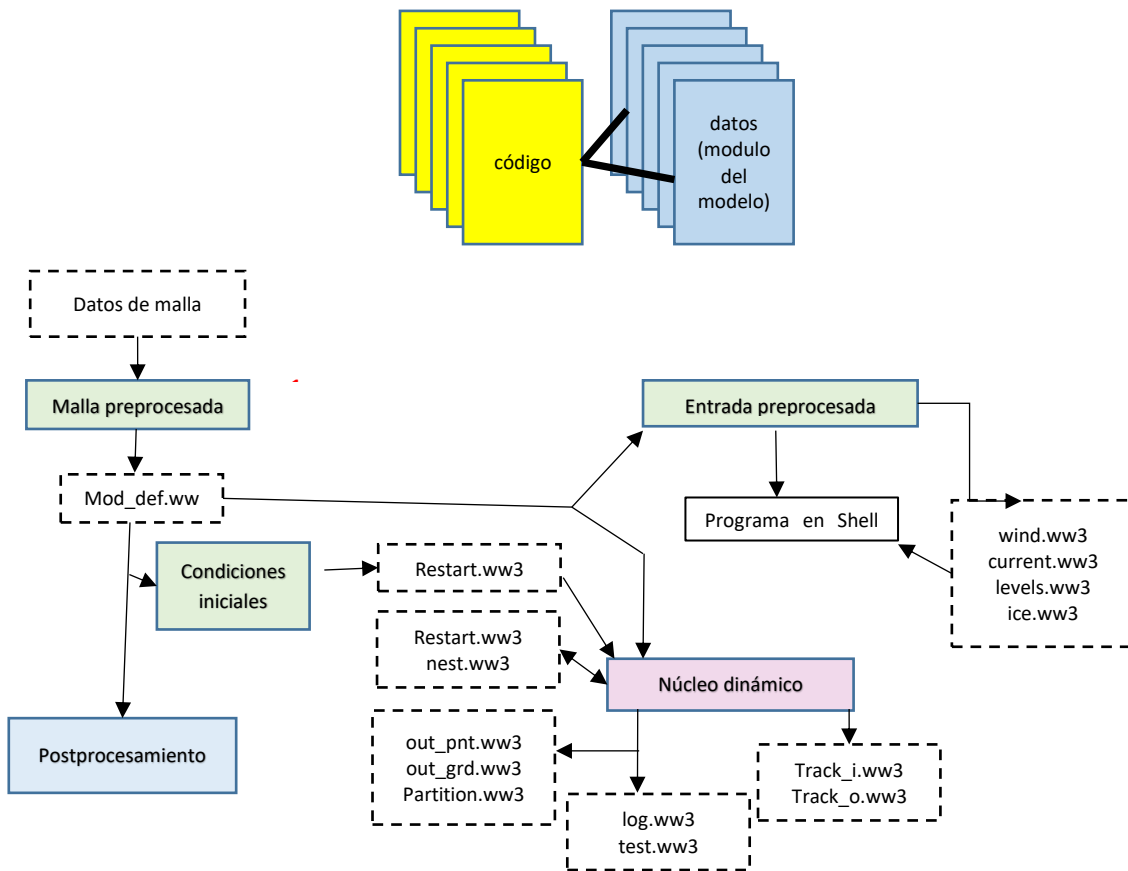 código
datos
(modulo
del
modelo)
Datos de malla
Malla preprocesada
Entrada preprocesada
Mod_def.ww
Programa en Shell
wind.ww3
current.ww3
levels.ww3
ice.ww3
Condiciones
iniciales
Restart.ww3
Restart.ww3
nest.ww3
Núcleo dinámico
Postprocesamiento
out_pnt.ww3
out_grd.ww3
Partition.ww3
Track_i.ww3
Track_o.ww3
log.ww3
test.ww3